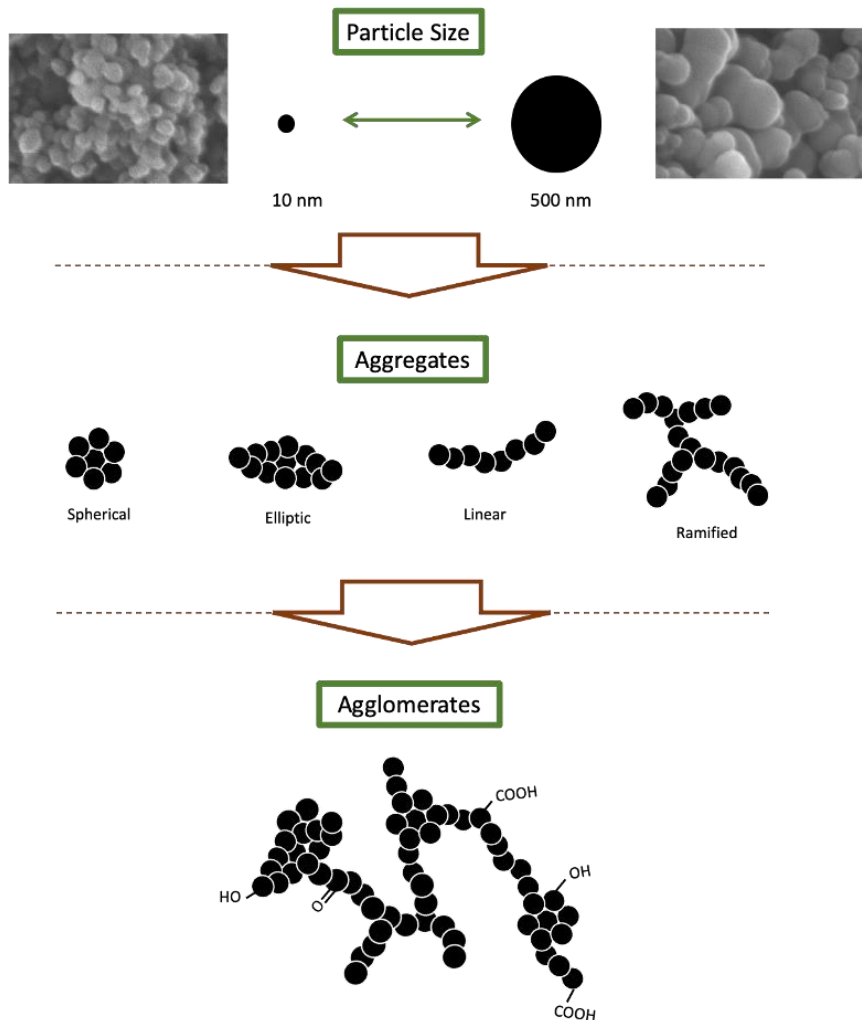 Particle Size
10 nm
500 nm
Aggregates
Spherical
Elliptic
Linear
Ramified
Agglomerates
COOH
OH
HO
O
COOH